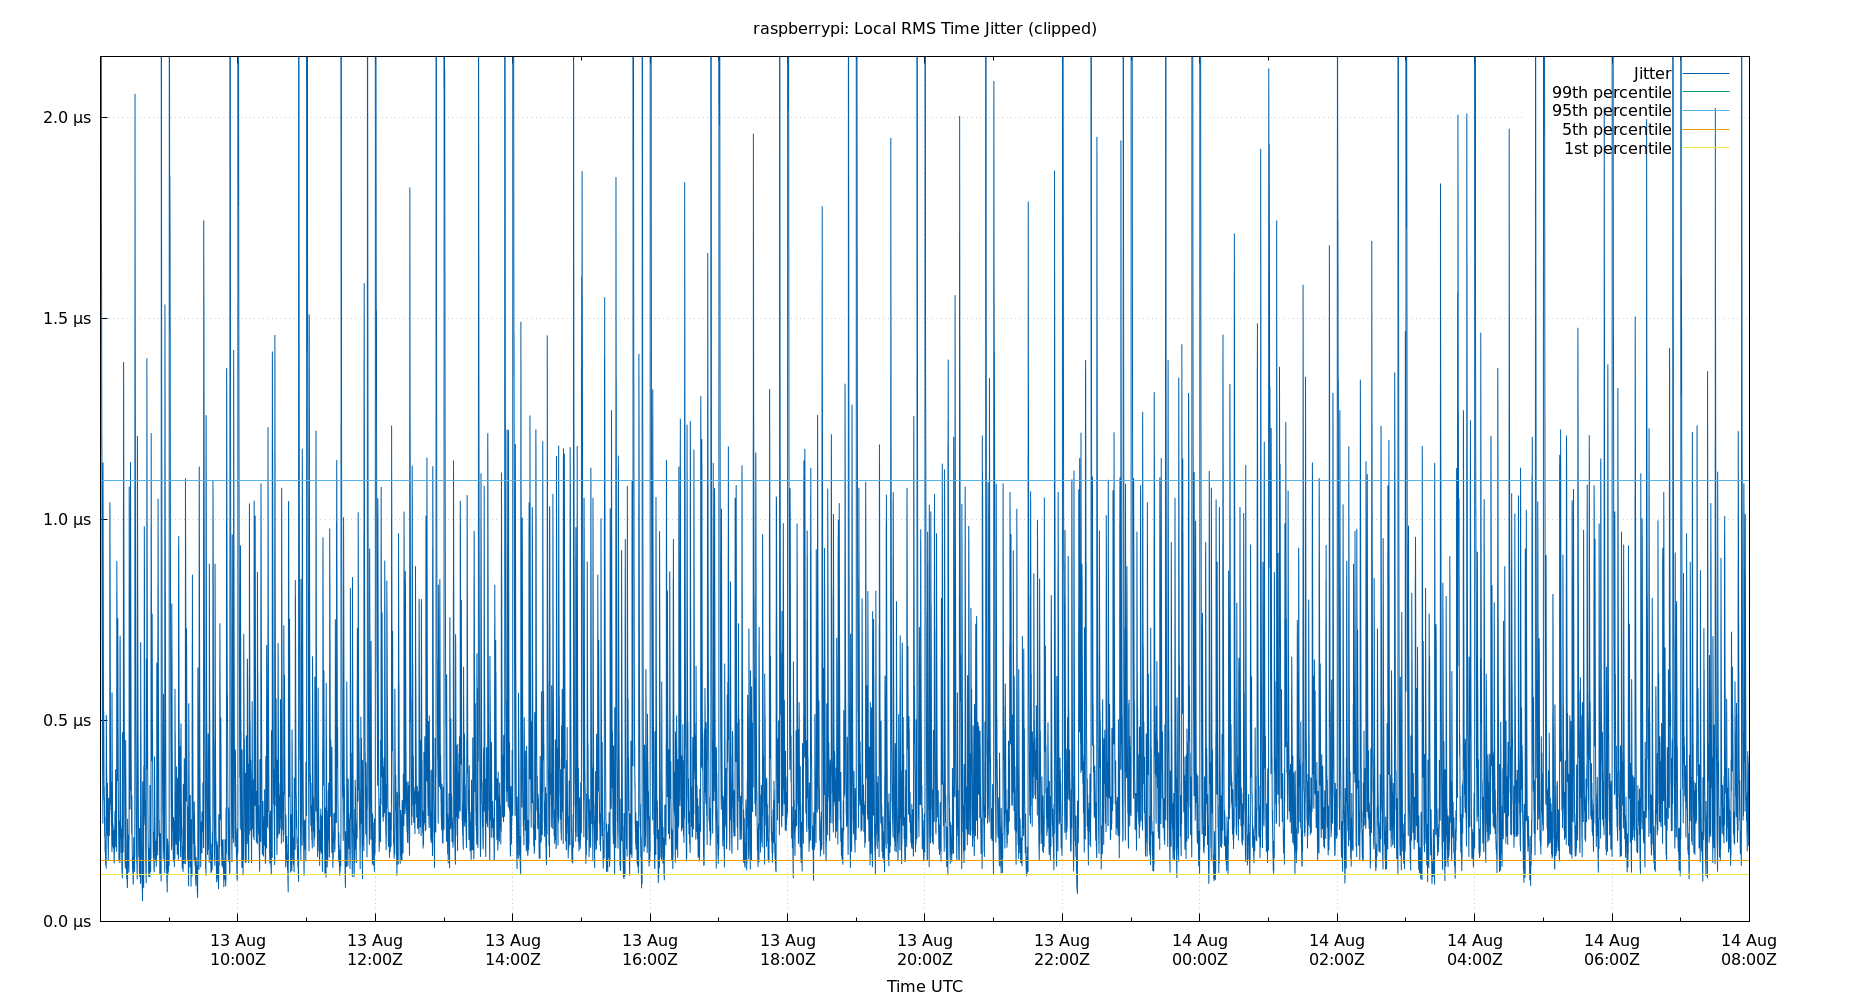 raspberrypi: Local RMS Time Jitter (clipped)
Jitter
99th percentile
95th percentile
5th percentile
1st percentile
2.0 µs
1.5 µs
1.0 µs
0.5 µs
0.0 µs
13 Aug 13 Aug 13 Aug 13 Aug 13 Aug 13 Aug 13 Aug 14 Aug 14 Aug 14 Aug 14 Aug 14 Aug
10:00Z 12:00Z 14:00Z 16:00Z 18:00Z 20:00Z 22:00Z 00:00Z 02:00Z 04:00Z 06:00Z 08:00Z
Time UTC